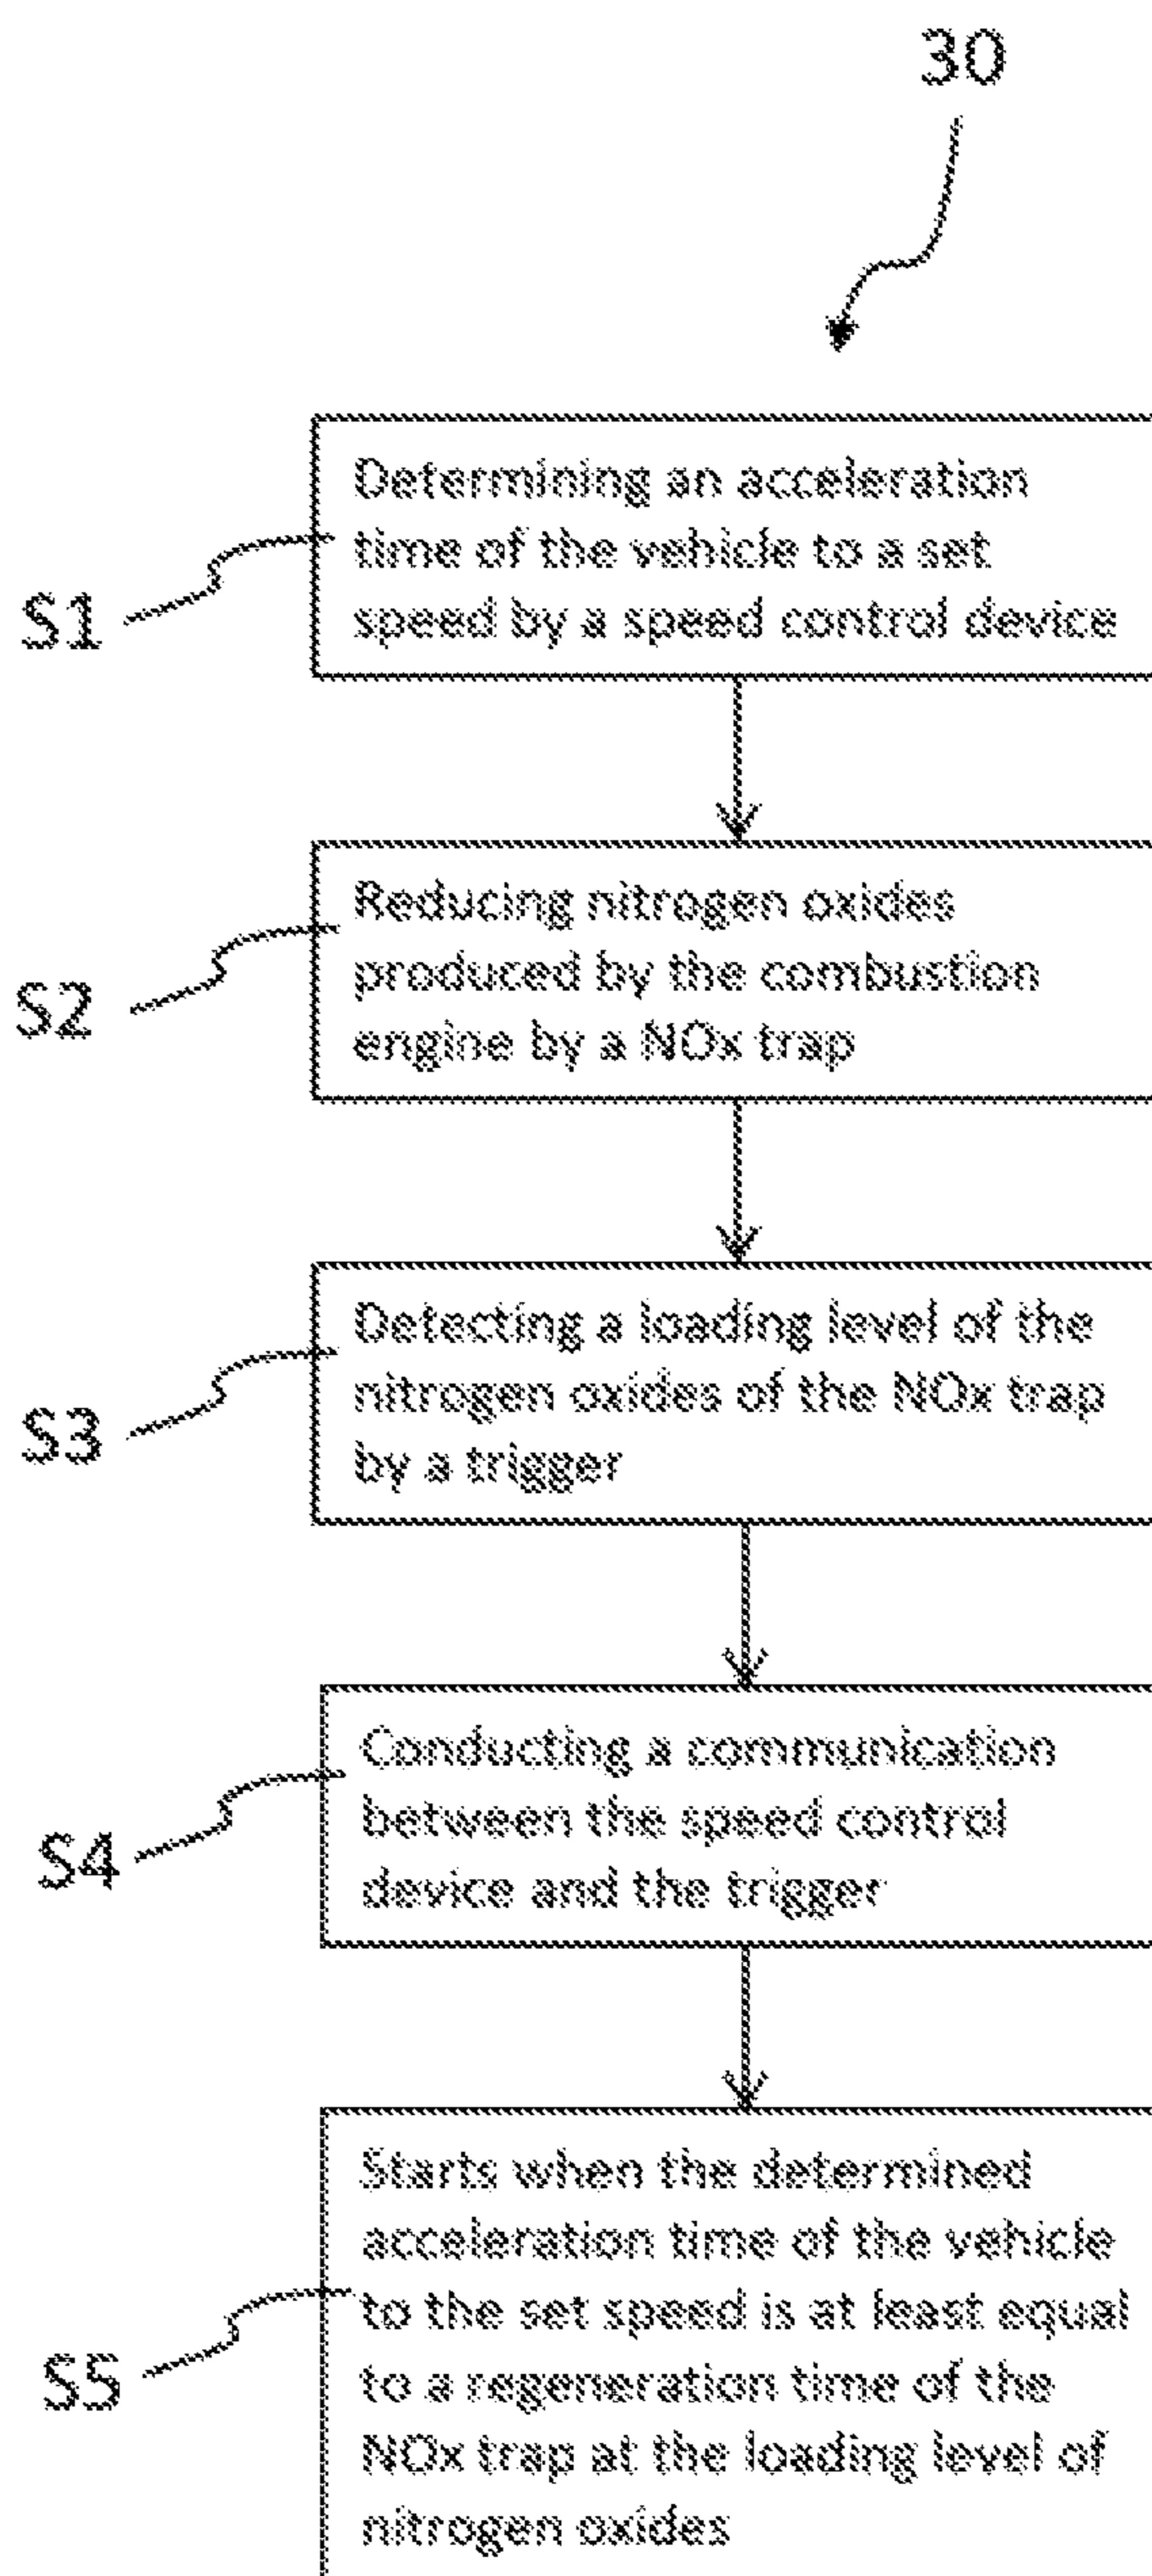 30
S1
Determining an acceleration
time of the vehicle to a set
speed by a speed control device
S2
Reducing nitrogen oxides
produced by the combustion
engine by a NOx trap
S3
Detecting a loading level of the
nitrogen oxides of the NOx trap
by a trigger
S4
Conducting a communication
between the speed control
device and the trigger
S5
Starts when the determined
acceleration time of the vehicle
to the set speed is at least equal
to a regeneration time of the
NOx trap at the loading level of
nitrogen oxides